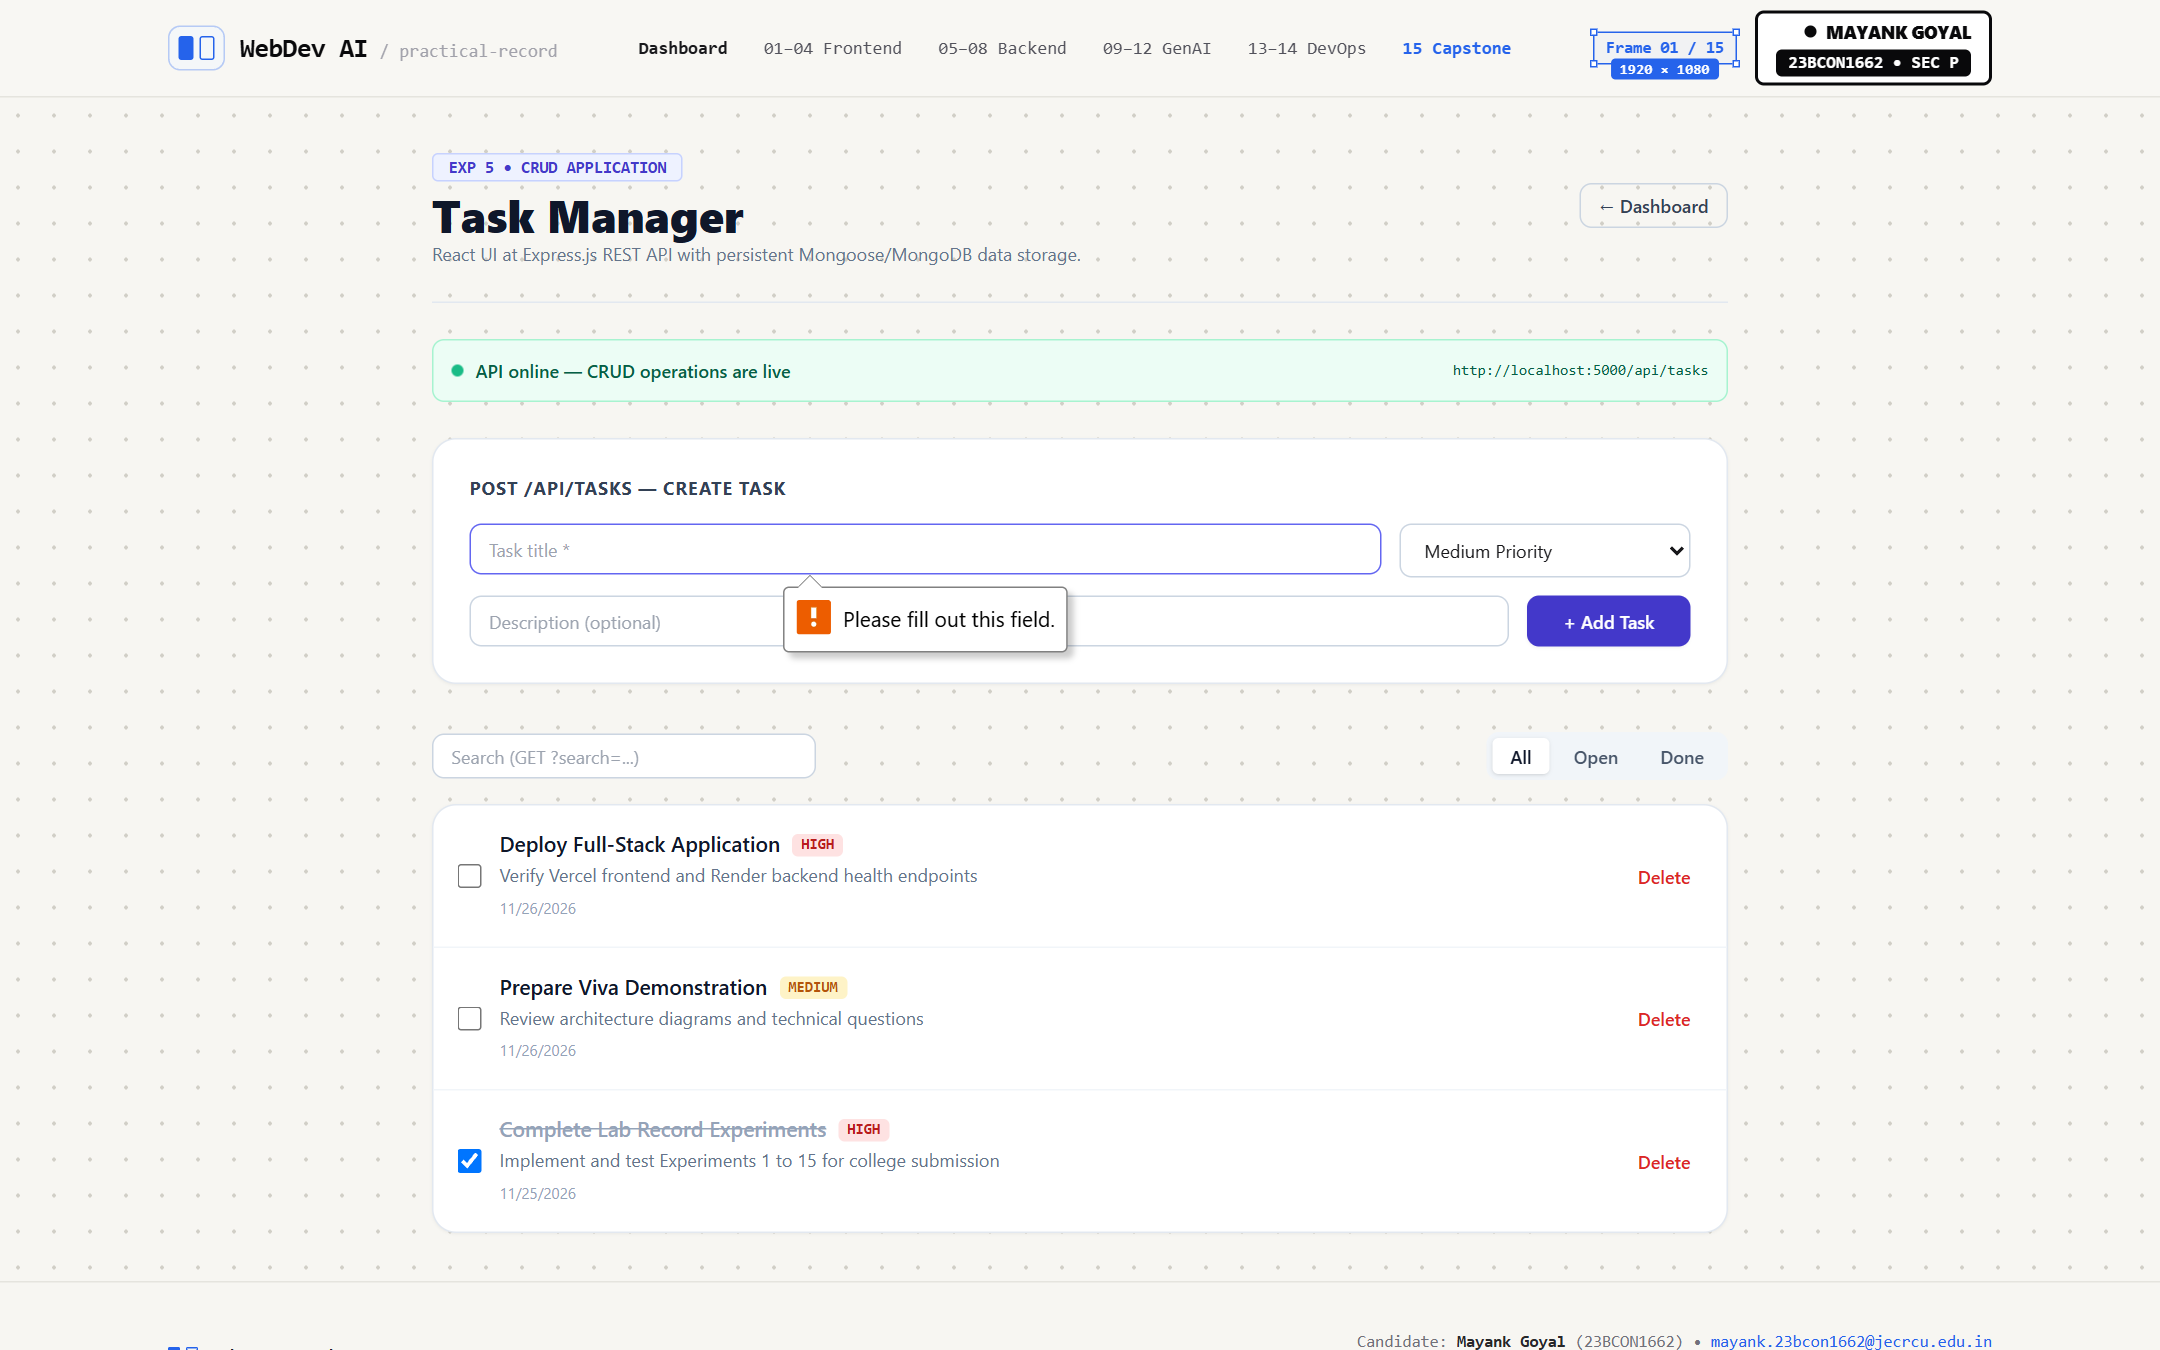 WebDev AI / practical-record
Dashboard 01–04 Frontend 05–08 Backend 09–12 GenAI 13–14 DevOps 15 Capstone
Frame 01 / 15
1920 × 1080
● MAYANK GOYAL
23BCON1662 • SEC P
EXP 5 • CRUD APPLICATION
Task Manager
React UI at Express.js REST API with persistent Mongoose/MongoDB data storage.
← Dashboard
API online — CRUD operations are live
http://localhost:5000/api/tasks
POST /API/TASKS — CREATE TASK
Task title *
Medium Priority
Please fill out this field.
Description (optional)
+ Add Task
Search (GET ?search=...)
All Open Done
Deploy Full-Stack Application HIGH
Verify Vercel frontend and Render backend health endpoints
11/26/2026
Delete
Prepare Viva Demonstration MEDIUM
Review architecture diagrams and technical questions
11/26/2026
Delete
Complete Lab Record Experiments HIGH
Implement and test Experiments 1 to 15 for college submission
11/25/2026
Delete
Candidate: Mayank Goyal (23BCON1662) • mayank.23bcon1662@jecrcu.edu.in